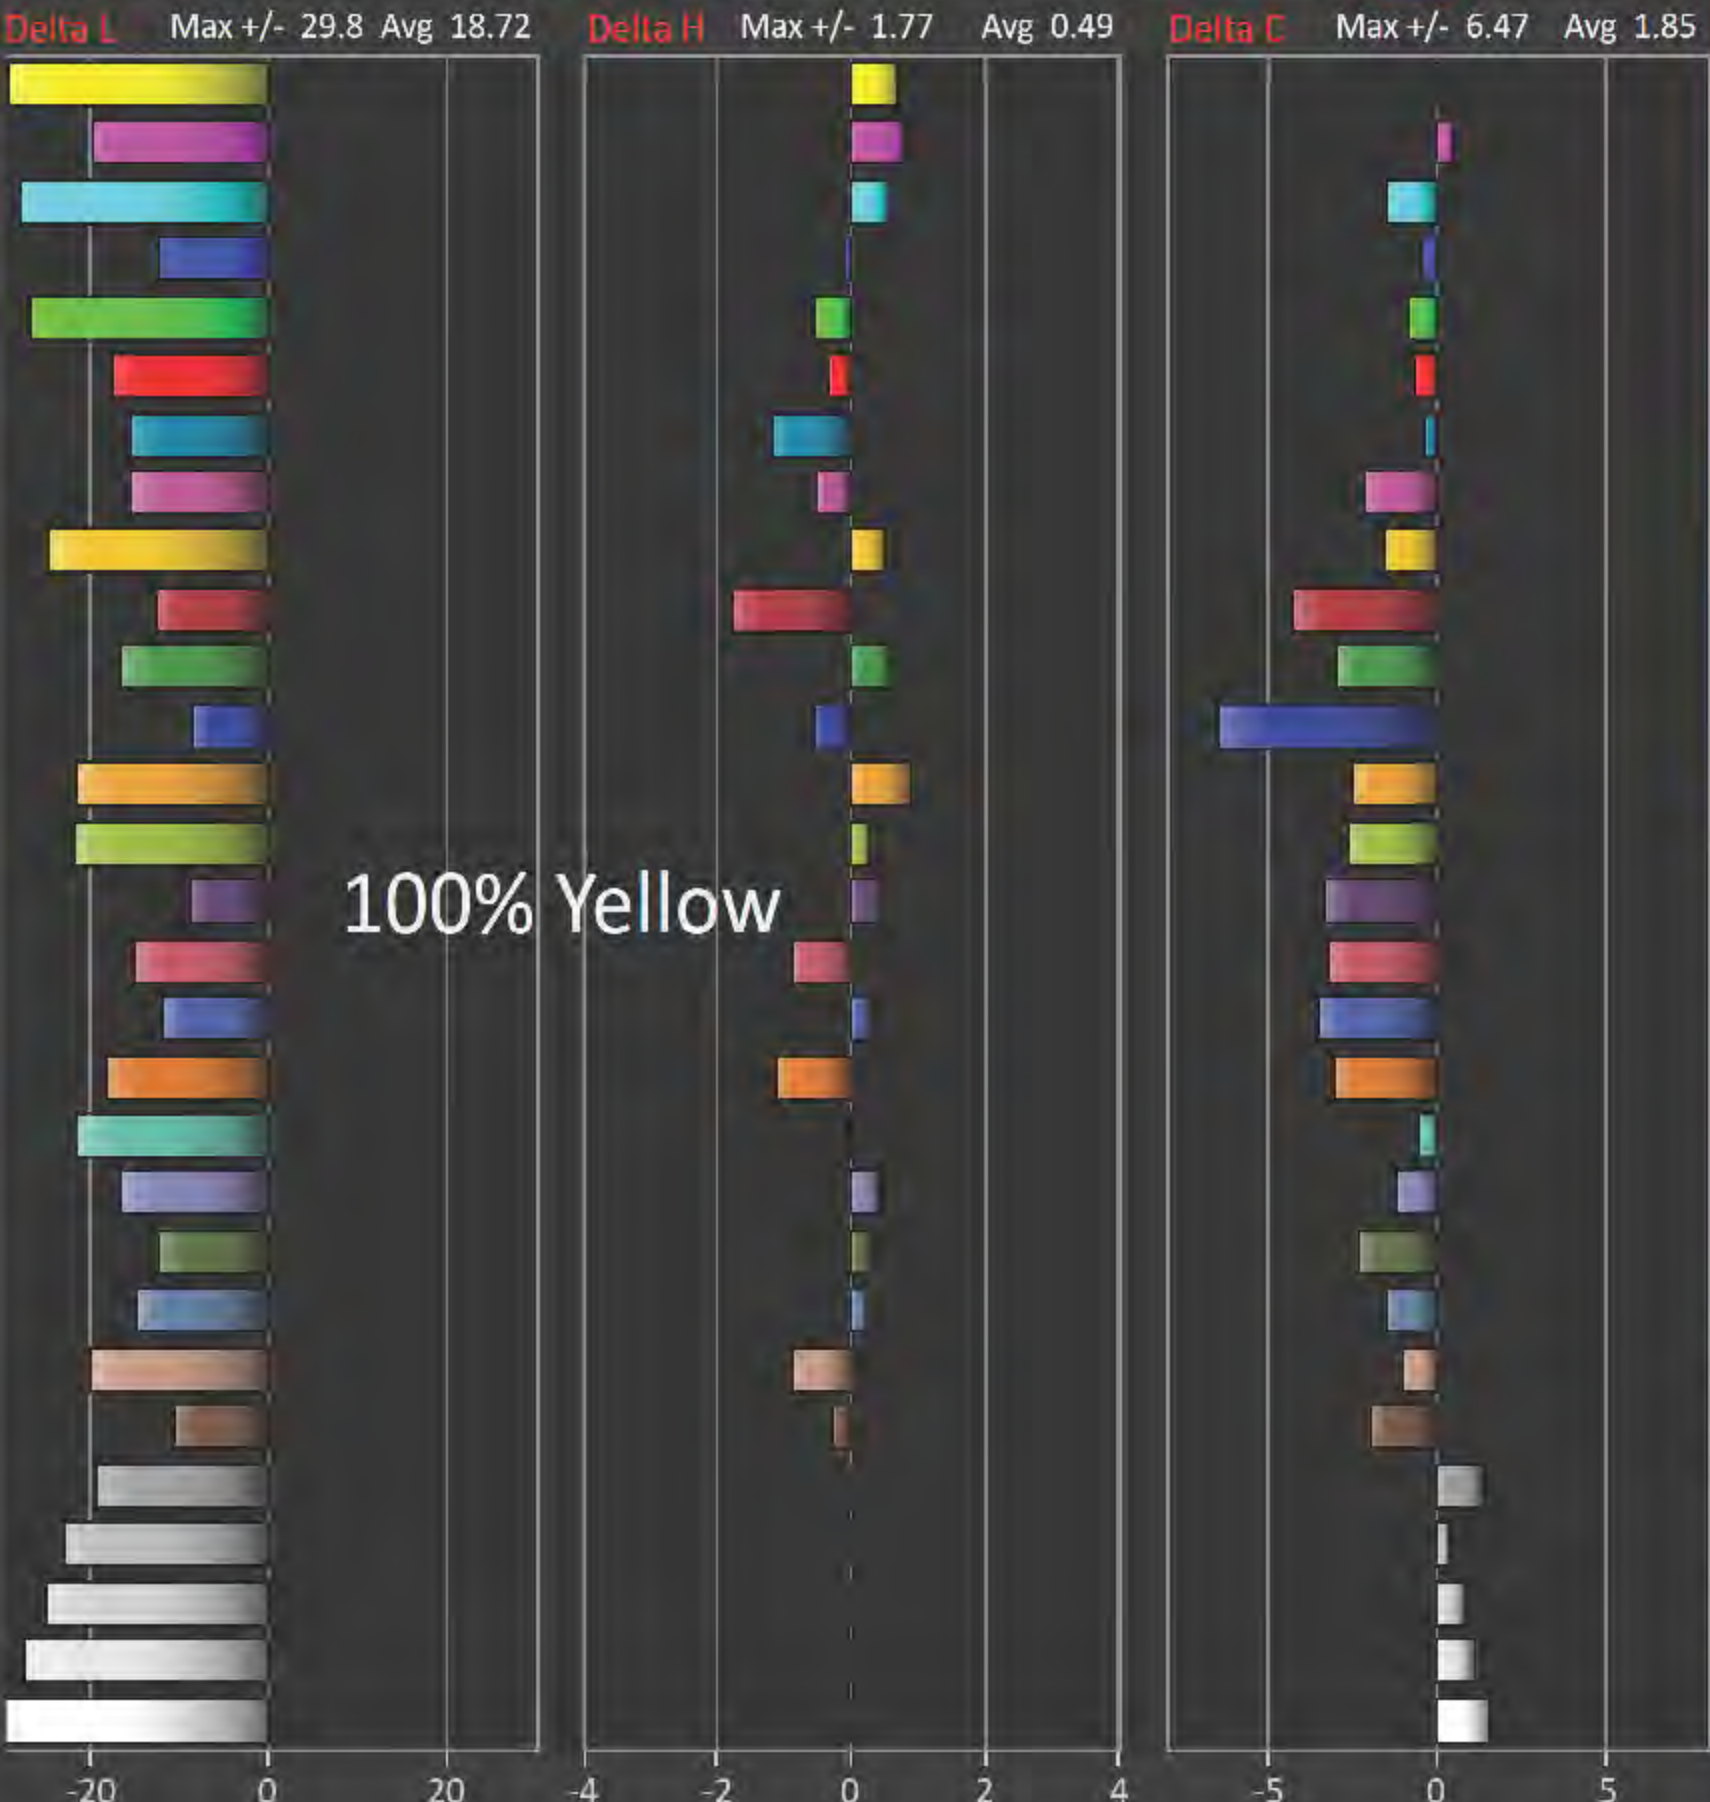 Delta L Max +/- 29.8 Avg 18.72 Delta H Max +/- 1.77 Avg 0.49 Delta C Max +/- 6.47 Avg 1.85
100% Yellow
-20 0 20 -4 -2 0 2 4 -5 0 5